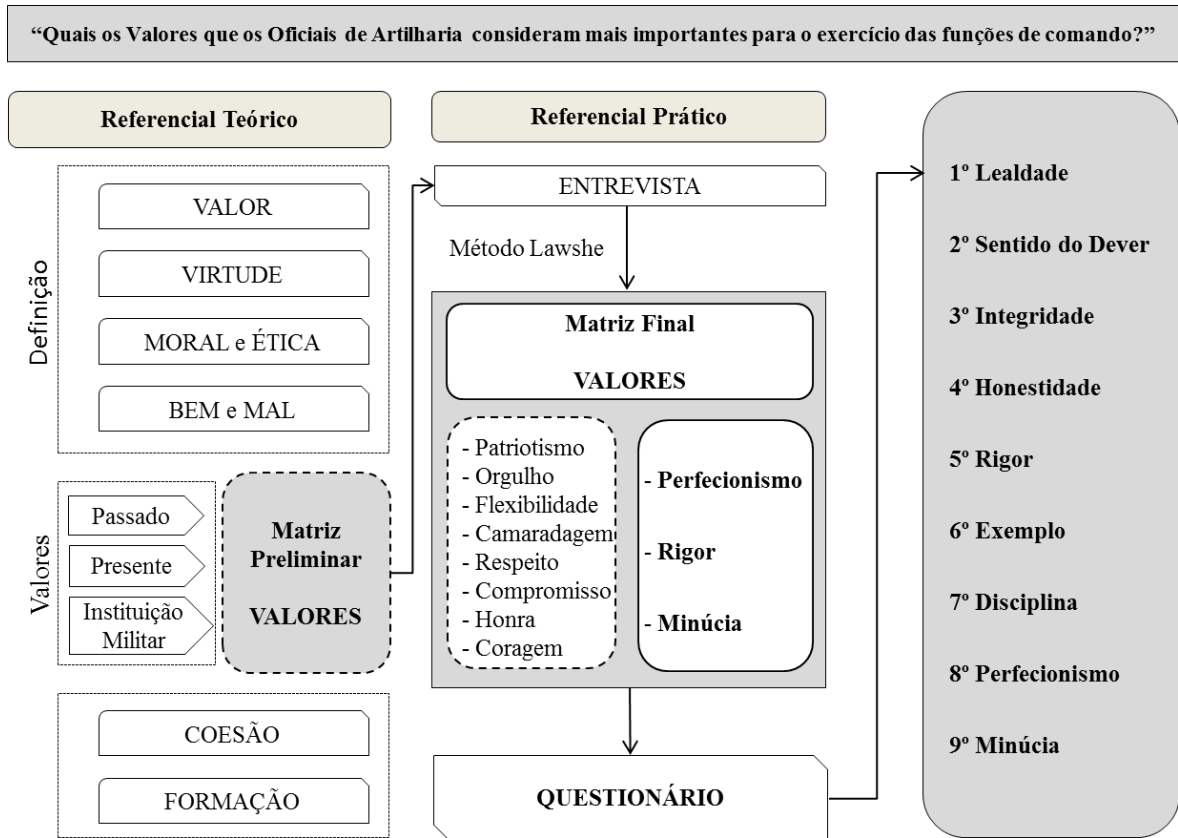 “Quais os Valores que os Oficiais de Artilharia consideram mais importantes para o exercício das funções de comando?”
Referencial Teórico
Definição
VALOR
VIRTUDE
MORAL e ÉTICA
BEM e MAL
Valores
Passado
Presente
Instituição
Militar
Matriz
Preliminar
VALORES
COESÃO
FORMAÇÃO
Referencial Prático
ENTREVISTA
Método Lawshe
Matriz Final
VALORES
- Patriotismo
- Orgulho
- Flexibilidade
- Camaradagem
- Respeito
- Compromisso
- Honra
- Coragem
- Perfecionismo
- Rigor
- Minúcia
QUESTIONÁRIO
1º Lealdade
2º Sentido do Dever
3º Integridade
4º Honestidade
5º Rigor
6º Exemplo
7º Disciplina
8º Perfecionismo
9º Minúcia